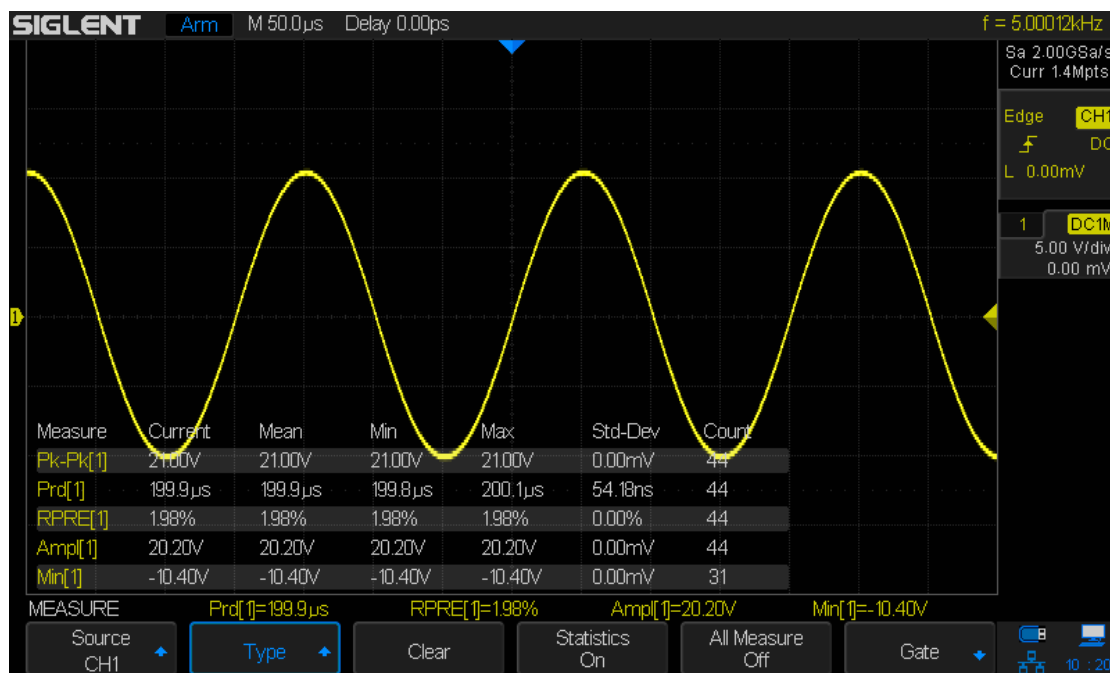 SIGLENT Arm M 50.0µs Delay 0.00ps f = 5.00012kHz
Sa 2.00GSa/s
Curr 1.4Mpts
Edge CH1
DC
L 0.00mV
1 DC1M
5.00 V/div
0.00 mV
1
Measure Current Mean Min Max Std-Dev Count
Pk-Pk[1] 21.00V 21.00V 21.00V 21.00V 0.00mV 44
Prd[1] 199.9µs 199.9µs 199.8µs 200.1µs 54.18ns 44
RPRE[1] 1.98% 1.98% 1.98% 1.98% 0.00% 44
Ampl[1] 20.20V 20.20V 20.20V 20.20V 0.00mV 44
Min[1] -10.40V -10.40V -10.40V -10.40V 0.00mV 31
MEASURE Prd[1]=199.9µs RPRE[1]=1.98% Ampl[1]=20.20V Min[1]=-10.40V
Source
CH1
Type
Clear
Statistics
On
All Measure
Off
Gate
10 : 20